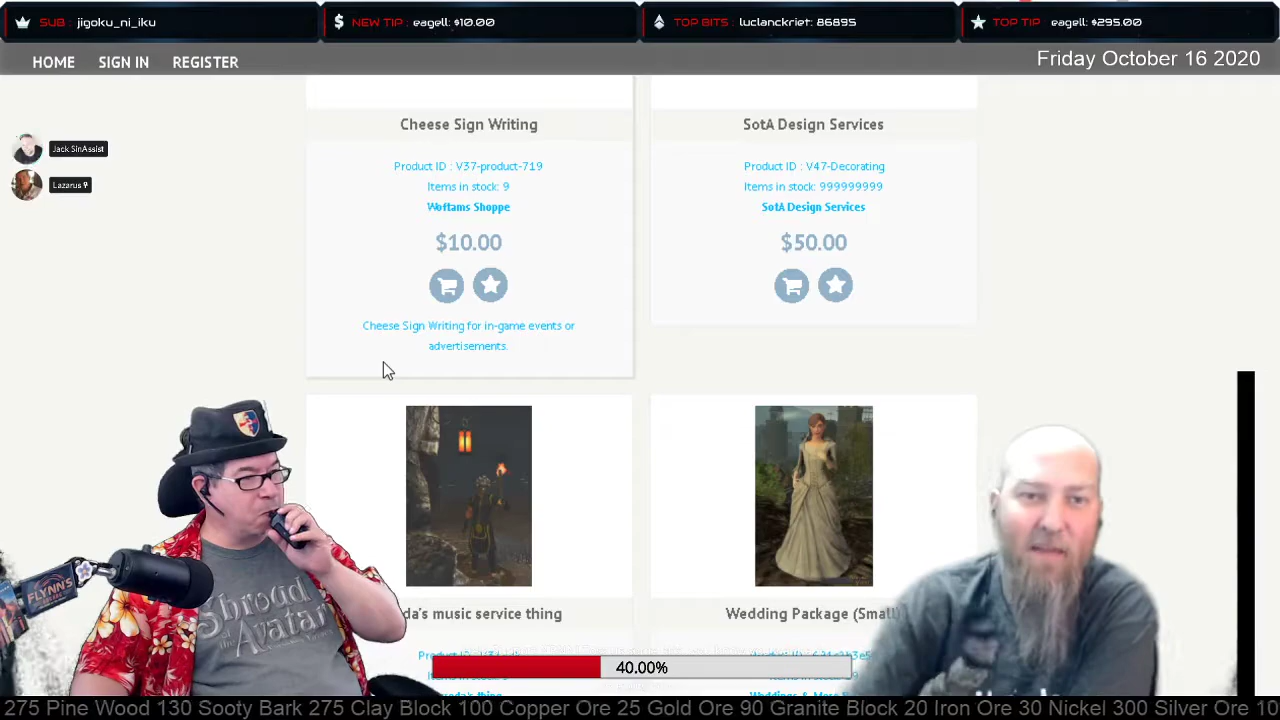 SUB : jigoku_ni_iku
NEW TIP : eagell: $10.00
TOP BITS : luclanckriet: 86895
TOP TIP : eagell: $295.00
HOME SIGN IN REGISTER
Friday October 16 2020
Jack SinAssist
Lazarus
Cheese Sign Writing
Product ID : V37-product-719
Items in stock: 9
Woftams Shoppe
$10.00
Cheese Sign Writing for in-game events or
advertisements.
SotA Design Services
Product ID : V47-Decorating
Items in stock: 999999999
SotA Design Services
$50.00
da's music service thing
Wedding Package (Small)
40.00%
FLYNN'S
Shroud
of the
Avatar
275 Pine Wood 130 Sooty Bark 275 Clay Block 100 Copper Ore 25 Gold Ore 90 Granite Block 20 Iron Ore 30 Nickel 300 Silver Ore 10